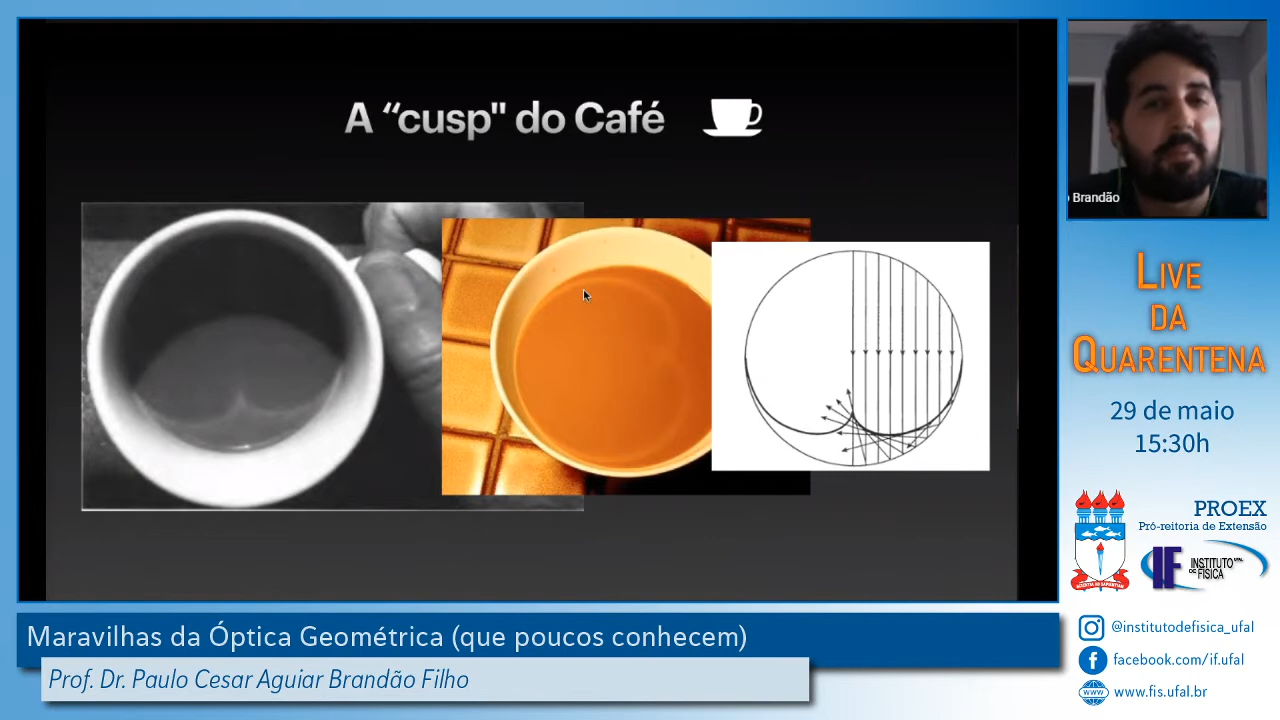 A “cusp" do Café
Brandão
LIVE
DA
QUARENTENA
29 de maio
15:30h
PROEX
Pró-reitoria de Extensão
IF INSTITUTO UFAL
DE FÍSICA
@institutodefisica_ufal
facebook.com/if.ufal
www.fis.ufal.br
Maravilhas da Óptica Geométrica (que poucos conhecem)
Prof. Dr. Paulo Cesar Aguiar Brandão Filho